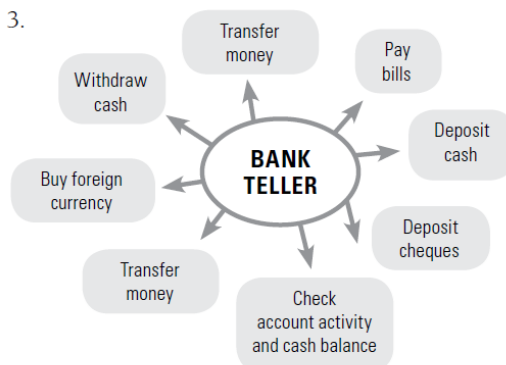 3.
Transfer
money
Pay
bills
Withdraw
cash
Deposit
cash
BANK
TELLER
Buy foreign
currency
Deposit
cheques
Transfer
money
Check
account activity
and cash balance